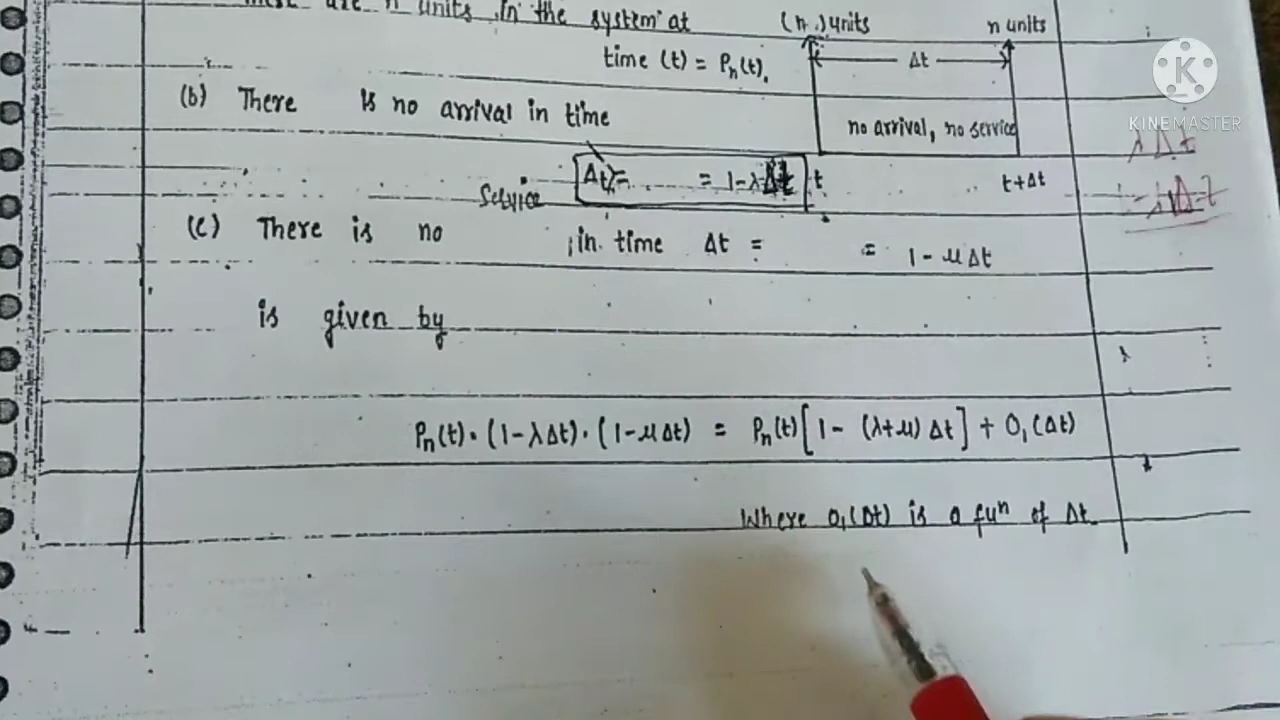 there are n units in the system at
time (t) = Pn(t).
(n ) units
n units
Δt
no arrival, no service
t
t+Δt
K
KINEMASTER
λΔt
(b) There is no arrival in time
Δt = = 1-λΔt
Service
(c) There is no in time Δt = = 1-μΔt
is given by
Pn(t)·(1-λΔt)·(1-μΔt) = Pn(t)[1-(λ+μ)Δt] + O₁(Δt)
Where O₁(Δt) is a funⁿ of Δt